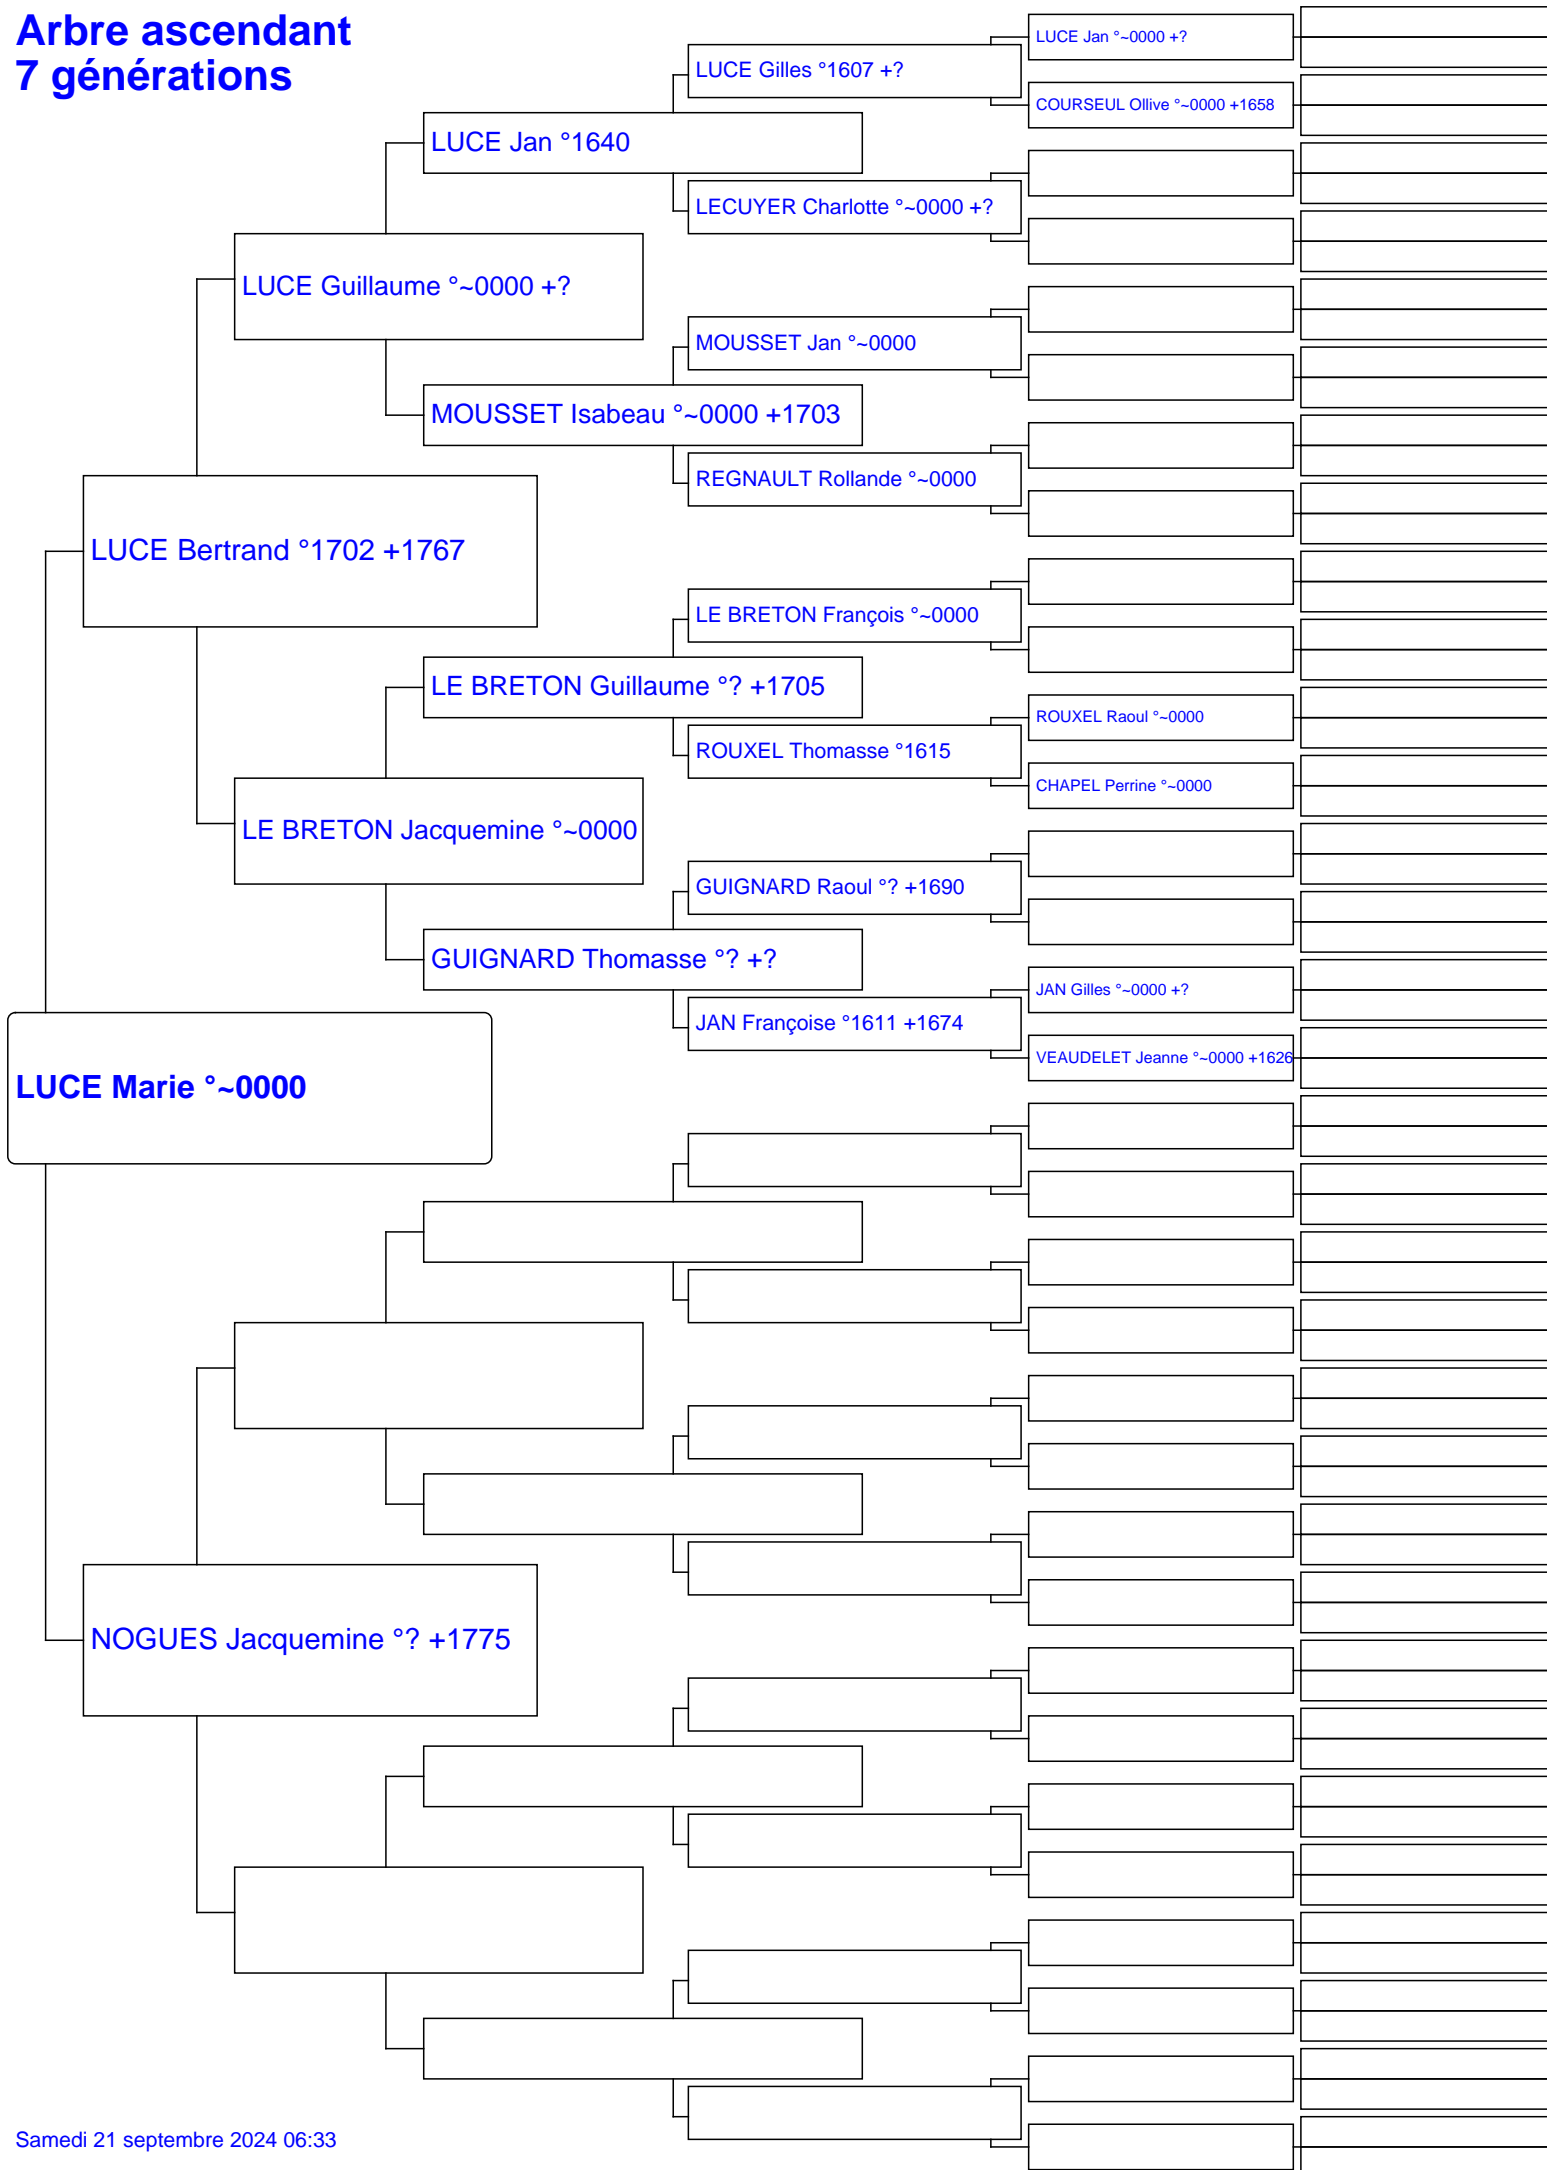 Arbre ascendant
7 générations
LUCE Jan °~0000 +?
LUCE Gilles °1607 +?
COURSEUL Ollive °~0000 +1658
LUCE Jan °1640
LECUYER Charlotte °~0000 +?
LUCE Guillaume °~0000 +?
MOUSSET Jan °~0000
MOUSSET Isabeau °~0000 +1703
REGNAULT Rollande °~0000
LUCE Bertrand °1702 +1767
LE BRETON François °~0000
LE BRETON Guillaume °? +1705
ROUXEL Raoul °~0000
ROUXEL Thomasse °1615
CHAPEL Perrine °~0000
LE BRETON Jacquemine °~0000
GUIGNARD Raoul °? +1690
GUIGNARD Thomasse °? +?
JAN Gilles °~0000 +?
JAN Françoise °1611 +1674
VEAUDELET Jeanne °~0000 +1626
LUCE Marie °~0000
NOGUES Jacquemine °? +1775
Samedi 21 septembre 2024 06:33